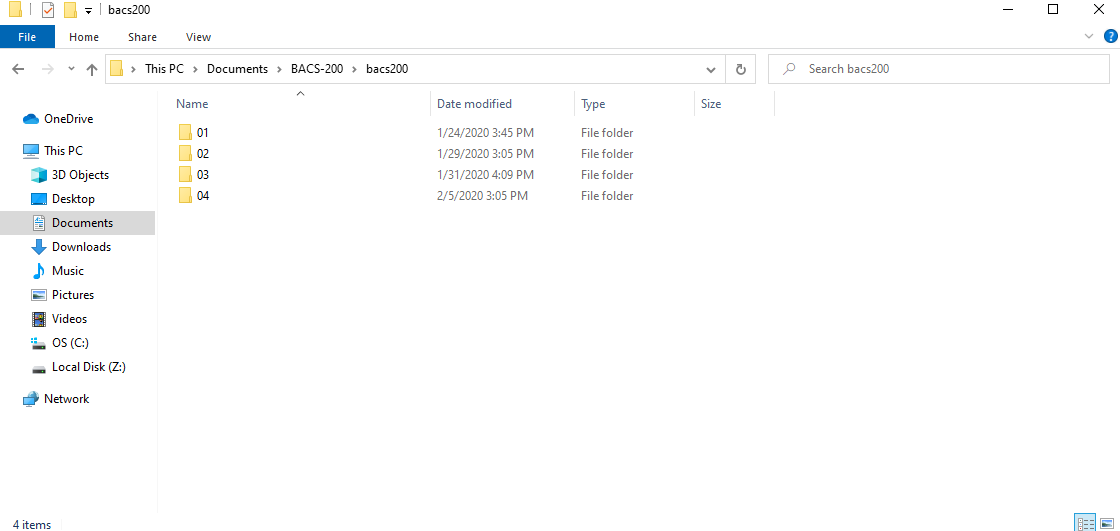 bacs200
File Home Share View
This PC Documents BACS-200 bacs200 Search bacs200
Name Date modified Type Size
OneDrive
This PC
3D Objects
Desktop
Documents
Downloads
Music
Pictures
Videos
OS (C:)
Local Disk (Z:)
Network
01 1/24/2020 3:45 PM File folder
02 1/29/2020 3:05 PM File folder
03 1/31/2020 4:09 PM File folder
04 2/5/2020 3:05 PM File folder
4 items